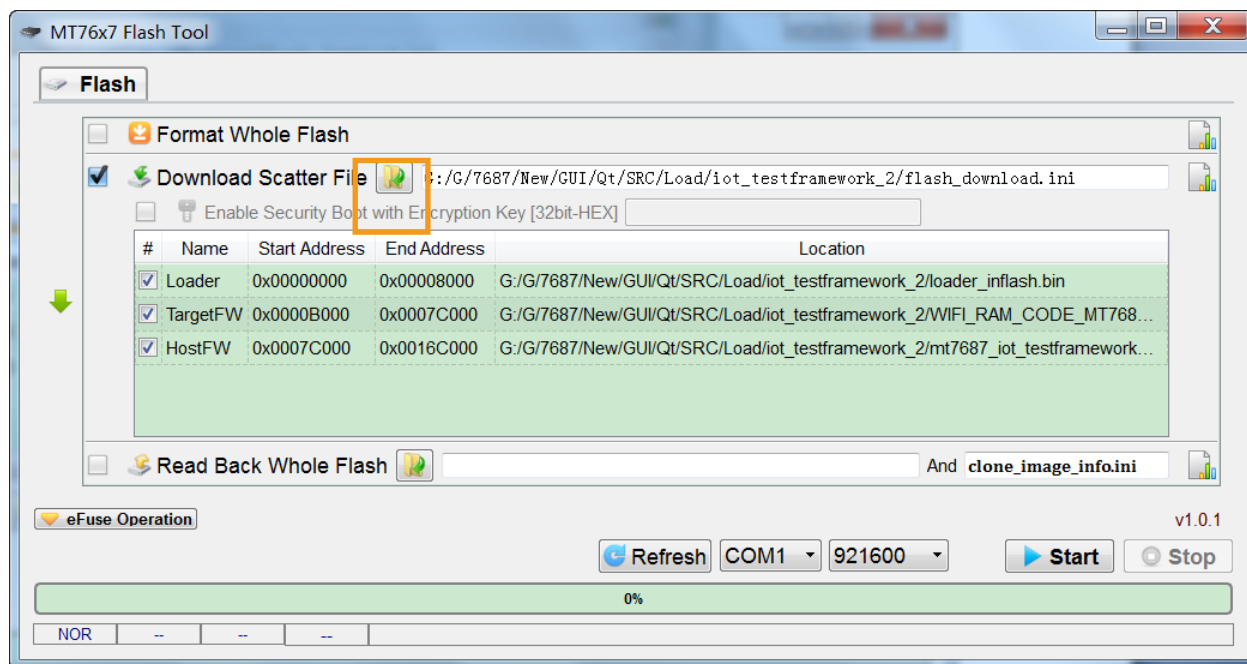 MT76x7 Flash Tool
Flash
Format Whole Flash
Download Scatter File G:/G/7687/New/GUI/Qt/SRC/Load/iot_testframework_2/flash_download.ini
Enable Security Boot with Encryption Key [32bit-HEX]
# Name Start Address End Address Location
Loader 0x00000000 0x00008000 G:/G/7687/New/GUI/Qt/SRC/Load/iot_testframework_2/loader_inflash.bin
TargetFW 0x0000B000 0x0007C000 G:/G/7687/New/GUI/Qt/SRC/Load/iot_testframework_2/WIFI_RAM_CODE_MT768...
HostFW 0x0007C000 0x0016C000 G:/G/7687/New/GUI/Qt/SRC/Load/iot_testframework_2/mt7687_iot_testframework...
Read Back Whole Flash And clone_image_info.ini
eFuse Operation v1.0.1
Refresh COM1 921600 Start Stop
0%
NOR -- -- --